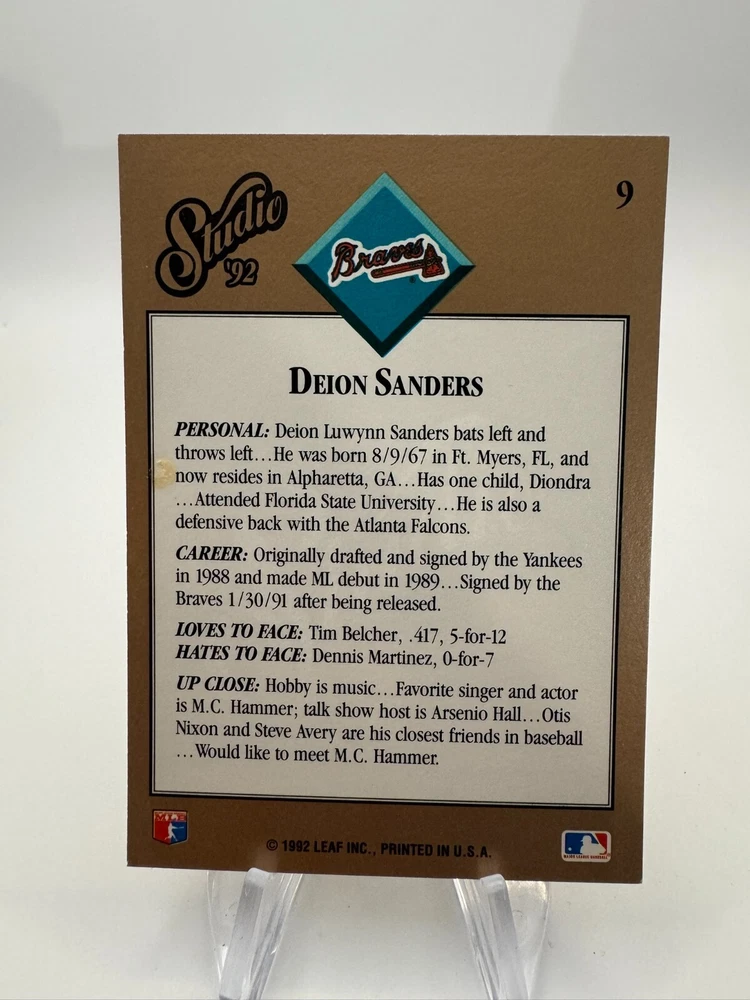 Studio
'92
9
Braves
DEION SANDERS
PERSONAL: Deion Luwynn Sanders bats left and
throws left...He was born 8/9/67 in Ft. Myers, FL, and
now resides in Alpharetta, GA...Has one child, Diondra
...Attended Florida State University...He is also a
defensive back with the Atlanta Falcons.
CAREER: Originally drafted and signed by the Yankees
in 1988 and made ML debut in 1989...Signed by the
Braves 1/30/91 after being released.
LOVES TO FACE: Tim Belcher, .417, 5-for-12
HATES TO FACE: Dennis Martinez, 0-for-7
UP CLOSE: Hobby is music...Favorite singer and actor
is M.C. Hammer; talk show host is Arsenio Hall...Otis
Nixon and Steve Avery are his closest friends in baseball
...Would like to meet M.C. Hammer.
© 1992 LEAF INC., PRINTED IN U.S.A.
MAJOR LEAGUE BASEBALL